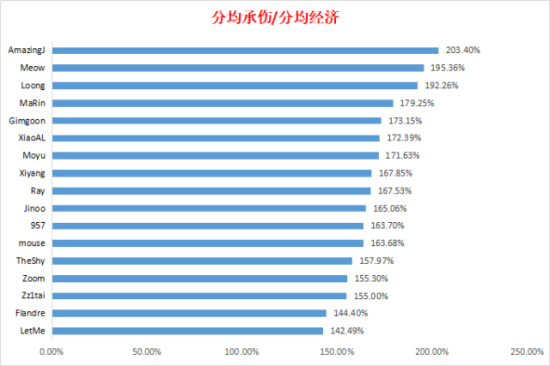 分均承伤/分均经济
AmazingJ 203.40%
Meow 195.36%
Loong 192.26%
MaRin 179.25%
Gimgoon 173.15%
XiaoAL 172.39%
Moyu 171.63%
Xiyang 167.85%
Ray 167.53%
Jinoo 165.06%
957 163.70%
mouse 163.68%
TheShy 157.97%
Zoom 155.30%
Zz1tai 155.00%
Flandre 144.40%
LetMe 142.49%
0.00% 50.00% 100.00% 150.00% 200.00% 250.00%